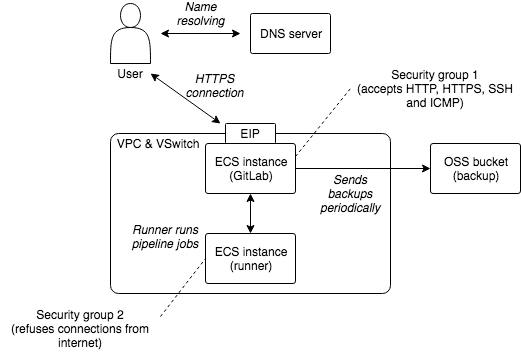 Name
resolving
DNS server
User
HTTPS
connection
Security group 1
(accepts HTTP, HTTPS, SSH
and ICMP)
EIP
VPC & VSwitch
ECS instance
(GitLab)
OSS bucket
(backup)
Sends
backups
periodically
Runner runs
pipeline jobs
ECS instance
(runner)
Security group 2
(refuses connections from
internet)